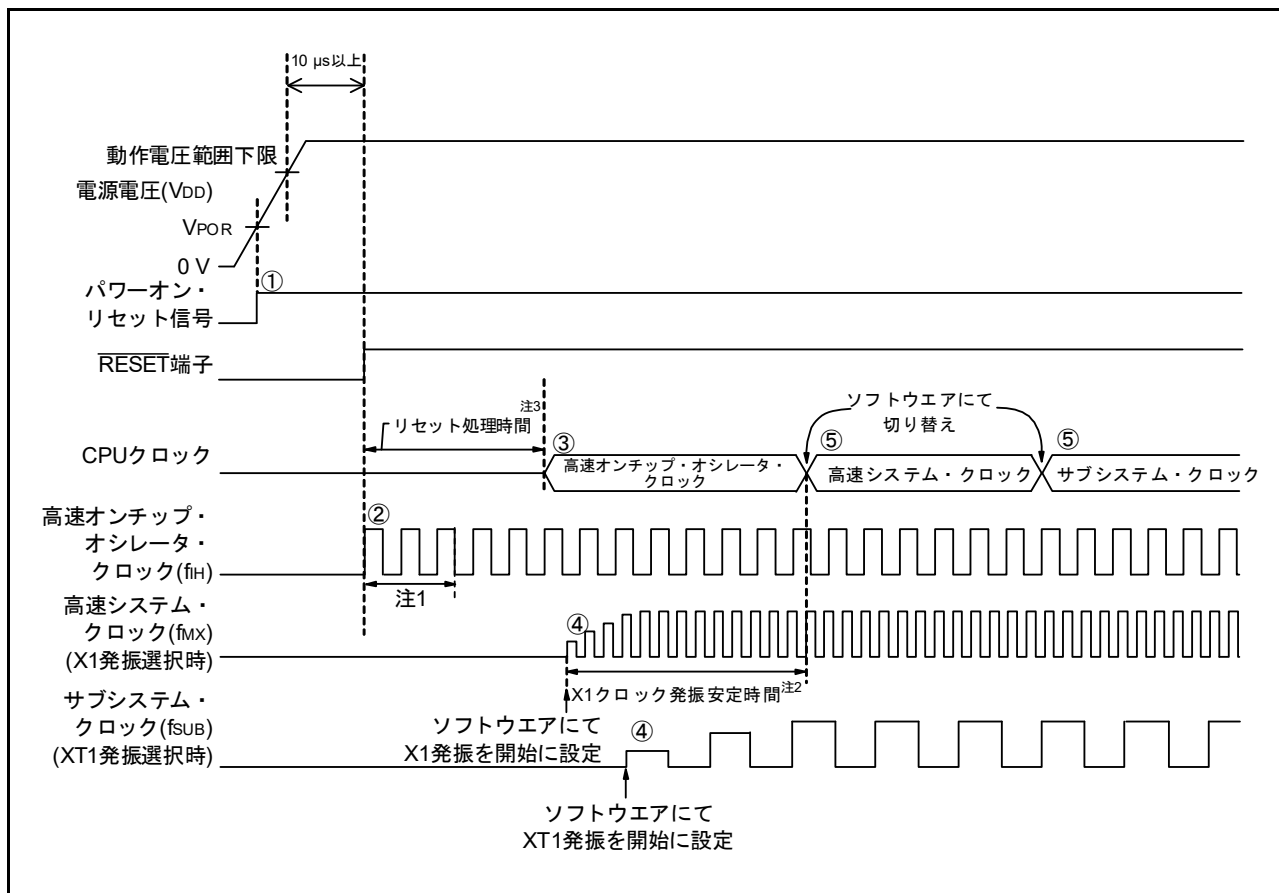 10 µs以上
動作電圧範囲下限
電源電圧(VDD)
VPOR
0 V
①
パワーオン・
リセット信号
RESET端子
注3
リセット処理時間
ソフトウエアにて
切り替え
CPUクロック
③
高速オンチップ・オシレータ・
クロック
⑤
高速システム・クロック
⑤
サブシステム・クロック
高速オンチップ・
オシレータ・
クロック(fIH)
②
注1
高速システム・
クロック(fMX)
(X1発振選択時)
④
X1クロック発振安定時間注2
ソフトウエアにて
X1発振を開始に設定
サブシステム・
クロック(fSUB)
(XT1発振選択時)
④
ソフトウエアにて
XT1発振を開始に設定